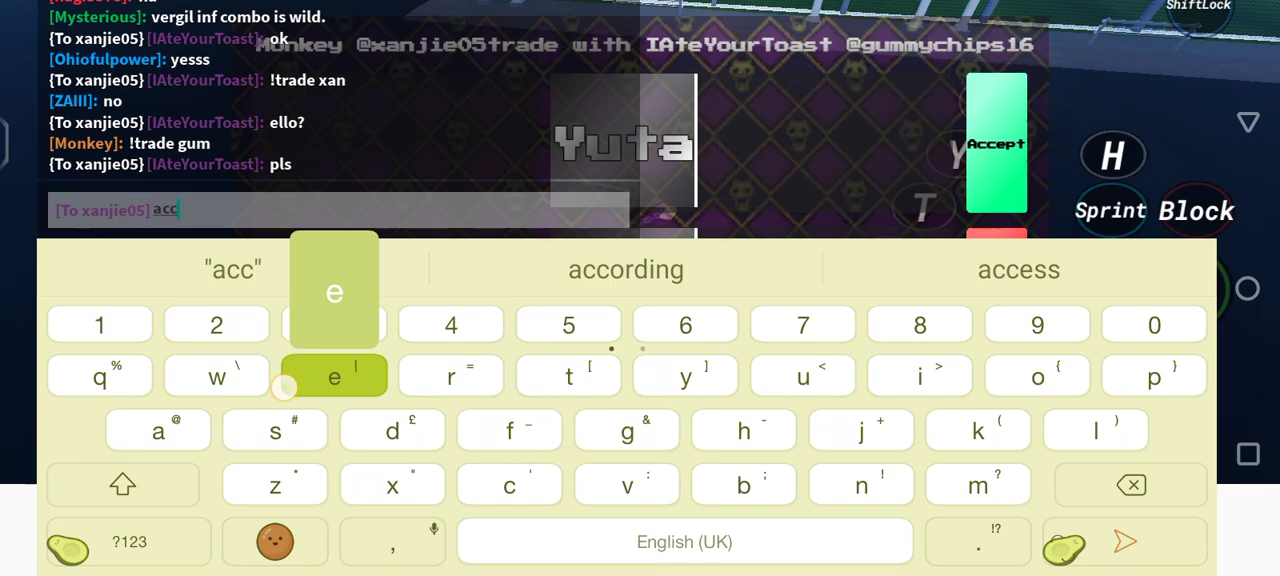 ShiftLock
[Mysterious]: vergil inf combo is wild.
{To xanjie05} [IAteYourToast]: ok
Monkey @xanjie05trade with IAteYourToast @gummychips16
[Ohiofulpower]: yesss
{To xanjie05} [IAteYourToast]: !trade xan
[ZAIII]: no
{To xanjie05} [IAteYourToast]: ello?
[Monkey]: !trade gum
{To xanjie05} [IAteYourToast]: pls
Yuta
Accept
Y
H
T
Sprint Block
[To xanjie05] acc
"acc" according access
e
1 2 4 5 6 7 8 9 0
q % w \ e | r = t [ y ] u < i > o { p }
a @ s # d £ f _ g & h - j + k ( l )
z * x " c ' v : b ; n ! m ?
?123 , English (UK) . !?